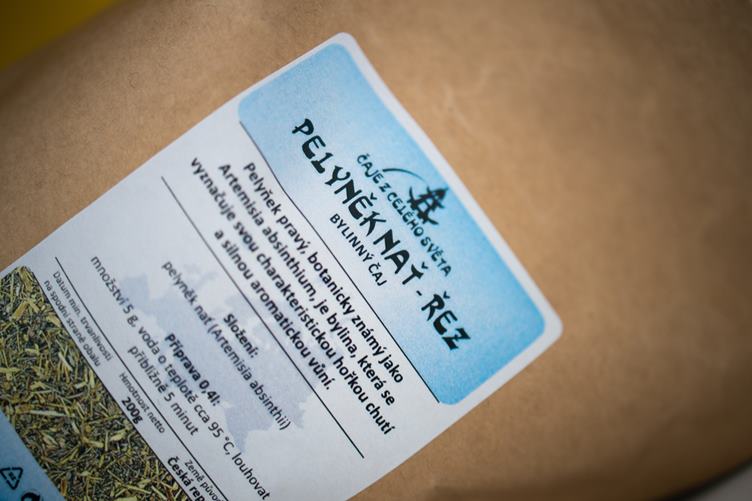 ČAJE Z CELÉHO SVĚTA
PELYNĚK NAŤ - ŘEZ
BYLINNÝ ČAJ
Pelyněk pravý, botanicky známý jako
Artemisia absinthium, je bylina, která se
vyznačuje svou charakteristickou hořkou chutí
a silnou aromatickou vůní.
Složení:
pelyněk nať (Artemisia absinthii)
Příprava 0,4l:
množství 5 g, voda o teplotě cca 95 °C, louhovat
přibližně 5 minut
Datum min. trvanlivosti
na spodní straně obalu
Hmotnost netto
200g
Země
Česká